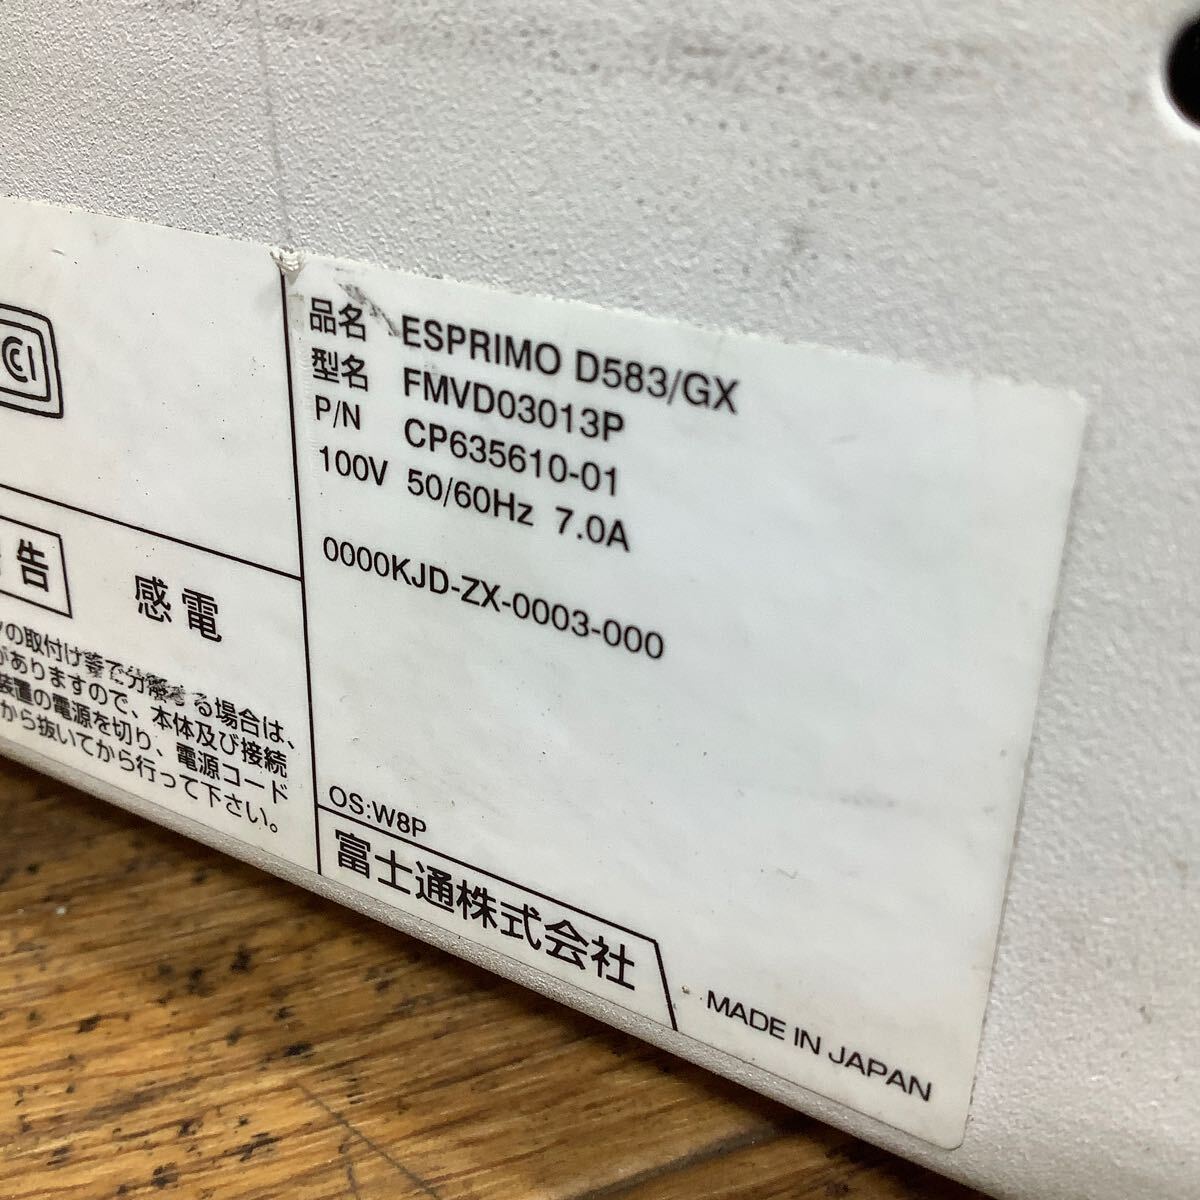 CI
告
感電
の取付け等で分離する場合は、
がありますので、本体及び接続
装置の電源を切り、電源コード
から抜いてから行って下さい。
品名 ESPRIMO D583/GX
型名 FMVD03013P
P/N CP635610-01
100V 50/60Hz 7.0A
0000KJD-ZX-0003-000
OS:W8P
富士通株式会社
MADE IN JAPAN